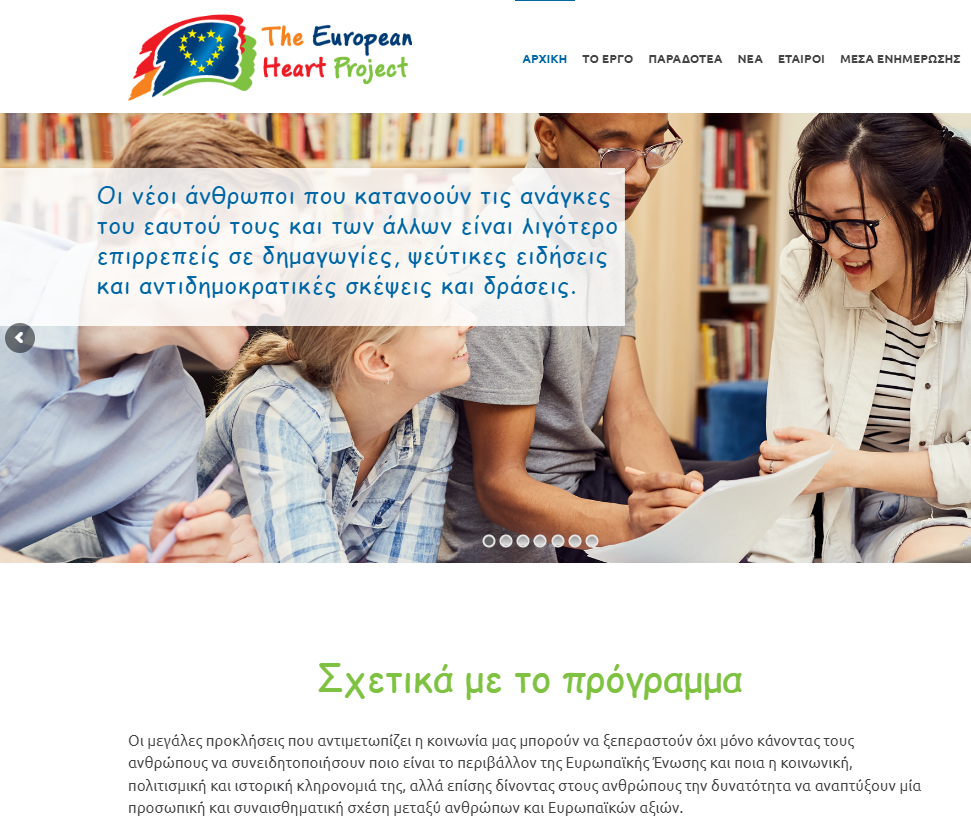 The European
Heart Project
ΑΡΧΙΚΗ ΤΟ ΕΡΓΟ ΠΑΡΑΔΟΤΕΑ ΝΕΑ ΕΤΑΙΡΟΙ ΜΕΣΑ ΕΝΗΜΕΡΩΣΗΣ
Οι νέοι άνθρωποι που κατανοούν τις ανάγκες
του εαυτού τους και των άλλων είναι λιγότερο
επιρρεπείς σε δημαγωγίες, ψεύτικες ειδήσεις
και αντιδημοκρατικές σκέψεις και δράσεις.
Σχετικά με το πρόγραμμα
Οι μεγάλες προκλήσεις που αντιμετωπίζει η κοινωνία μας μπορούν να ξεπεραστούν όχι μόνο κάνοντας τους
ανθρώπους να συνειδητοποιήσουν ποιο είναι το περιβάλλον της Ευρωπαϊκής Ένωσης και ποια η κοινωνική,
πολιτισμική και ιστορική κληρονομιά της, αλλά επίσης δίνοντας στους ανθρώπους την δυνατότητα να αναπτύξουν μία
προσωπική και συναισθηματική σχέση μεταξύ ανθρώπων και Ευρωπαϊκών αξιών.